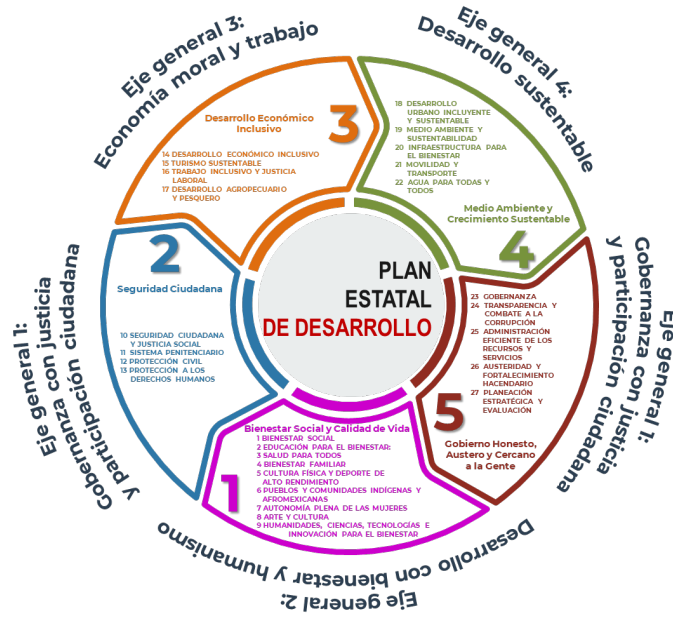 Eje general 3:
Economía moral y trabajo
Eje general 4:
Desarrollo sustentable
Desarrollo Económico
Inclusivo
3
14 DESARROLLO ECONÓMICO INCLUSIVO
15 TURISMO SUSTENTABLE
16 TRABAJO INCLUSIVO Y JUSTICIA
LABORAL
17 DESARROLLO AGROPECUARIO
Y PESQUERO
18 DESARROLLO
URBANO INCLUYENTE
Y SUSTENTABLE
19 MEDIO AMBIENTE Y
SUSTENTABILIDAD
20 INFRAESTRUCTURA PARA
EL BIENESTAR
21 MOVILIDAD Y
TRANSPORTE
22 AGUA PARA TODAS Y
TODOS
Medio Ambiente y
Crecimiento Sustentable
4
Eje general 1:
Gobernanza con justicia
y participación ciudadana
2
Seguridad Ciudadana
10 SEGURIDAD CIUDADANA
Y JUSTICIA SOCIAL
11 SISTEMA PENITENCIARIO
12 PROTECCIÓN CIVIL
13 PROTECCIÓN A LOS
DERECHOS HUMANOS
PLAN
ESTATAL
DE DESARROLLO
Eje general 1:
Gobernanza con justicia
y participación ciudadana
23 GOBERNANZA
24 TRANSPARENCIA Y
COMBATE A LA
CORRUPCIÓN
25 ADMINISTRACIÓN
EFICIENTE DE LOS
RECURSOS Y
SERVICIOS
26 AUSTERIDAD Y
FORTALECIMIENTO
HACENDARIO
27 PLANEACIÓN
ESTRATÉGICA Y
EVALUACIÓN
5
Gobierno Honesto,
Austero y Cercano
a la Gente
Bienestar Social y Calidad de Vida
1 BIENESTAR SOCIAL
2 EDUCACIÓN PARA EL BIENESTAR:
3 SALUD PARA TODOS
4 BIENESTAR FAMILIAR
5 CULTURA FÍSICA Y DEPORTE DE
ALTO RENDIMIENTO
6 PUEBLOS Y COMUNIDADES INDÍGENAS Y
AFROMEXICANAS
7 AUTONOMÍA PLENA DE LAS MUJERES
8 ARTE Y CULTURA
9 HUMANIDADES, CIENCIAS, TECNOLOGÍAS E
INNOVACIÓN PARA EL BIENESTAR
1
Eje general 2:
Desarrollo con bienestar y humanismo